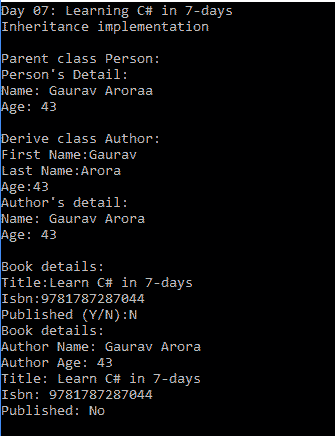 Day 07: Learning C# in 7-days
Inheritance implementation
Parent class Person:
Person's Detail:
Name: Gaurav Aroraa
Age: 43
Derive class Author:
First Name:Gaurav
Last Name:Arora
Age:43
Author's detail:
Name: Gaurav Arora
Age: 43
Book details:
Title:Learn C# in 7-days
Isbn:9781787287044
Published (Y/N):N
Book details:
Author Name: Gaurav Arora
Author Age: 43
Title: Learn C# in 7-days
Isbn: 9781787287044
Published: No